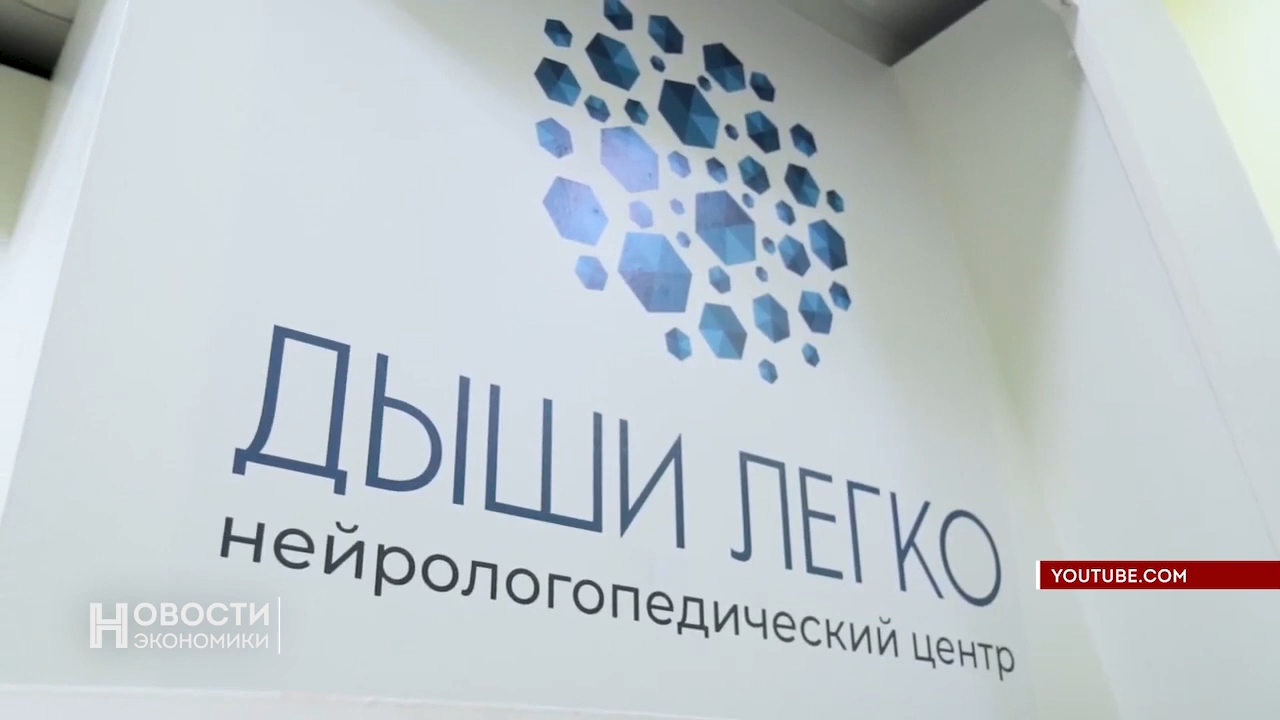 ДЫШИ ЛЕГКО
нейрологопедический центр
YOUTUBE.COM
НОВОСТИ
ЭКОНОМИКИ